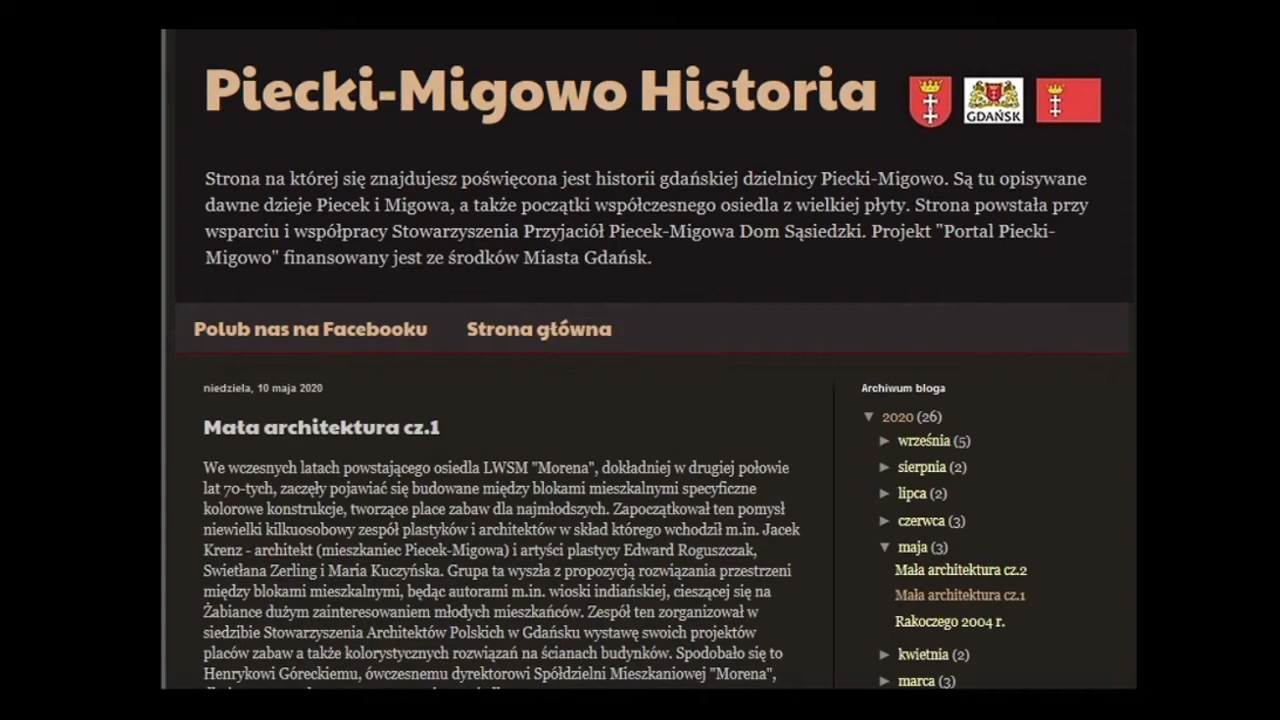 Piecki-Migowo Historia
GDAŃSK
Strona na której się znajdujesz poświęcona jest historii gdańskiej dzielnicy Piecki-Migowo. Są tu opisywane
dawne dzieje Piecek i Migowa, a także początki współczesnego osiedla z wielkiej płyty. Strona powstała przy
wsparciu i współpracy Stowarzyszenia Przyjaciół Piecek-Migowa Dom Sąsiedzki. Projekt "Portal Piecki-
Migowo" finansowany jest ze środków Miasta Gdańsk.
Polub nas na Facebooku
Strona główna
niedziela, 10 maja 2020
Mała architektura cz.1
We wczesnych latach powstającego osiedla LWSM "Morena", dokładniej w drugiej połowie
lat 70-tych, zaczęły pojawiać się budowane między blokami mieszkalnymi specyficzne
kolorowe konstrukcje, tworzące place zabaw dla najmłodszych. Zapoczątkował ten pomysł
niewielki kilkuosobowy zespół plastyków i architektów w skład którego wchodził m.in. Jacek
Krenz - architekt (mieszkaniec Piecek-Migowa) i artyści plastycy Edward Roguszczak,
Swietłana Zerling i Maria Kuczyńska. Grupa ta wyszła z propozycją rozwiązania przestrzeni
między blokami mieszkalnymi, będąc autorami m.in. wioski indiańskiej, cieszącej się na
Żabiance dużym zainteresowaniem młodych mieszkańców. Zespół ten zorganizował w
siedzibie Stowarzyszenia Architektów Polskich w Gdańsku wystawę swoich projektów
placów zabaw a także kolorystycznych rozwiązań na ścianach budynków. Spodobało się to
Henrykowi Góreckiemu, ówczesnemu dyrektorowi Spółdzielni Mieszkaniowej "Morena",
Archiwum bloga
▼ 2020 (26)
► września (5)
► sierpnia (2)
► lipca (2)
► czerwca (3)
▼ maja (3)
Mała architektura cz.2
Mała architektura cz.1
Rakoczego 2004 r.
► kwietnia (2)
► marca (3)